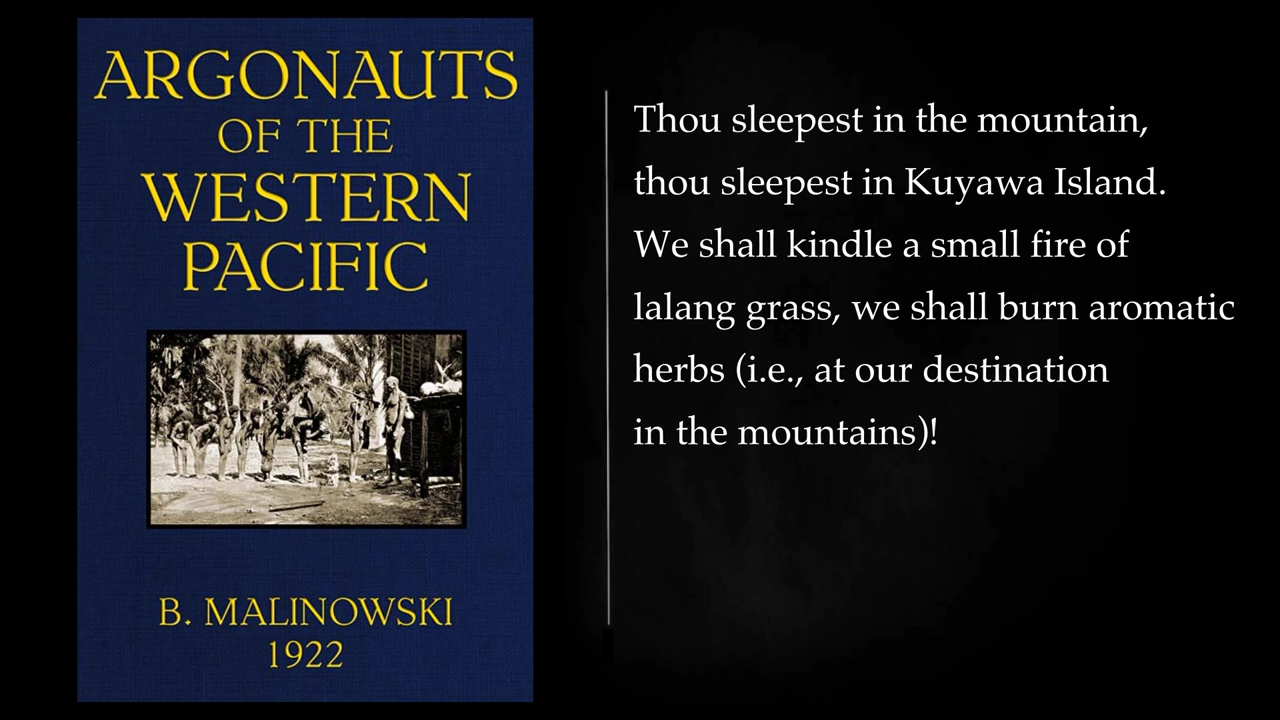 ARGONAUTS
OF THE
WESTERN
PACIFIC
B. MALINOWSKI
1922
Thou sleepest in the mountain,
thou sleepest in Kuyawa Island.
We shall kindle a small fire of
lalang grass, we shall burn aromatic
herbs (i.e., at our destination
in the mountains)!